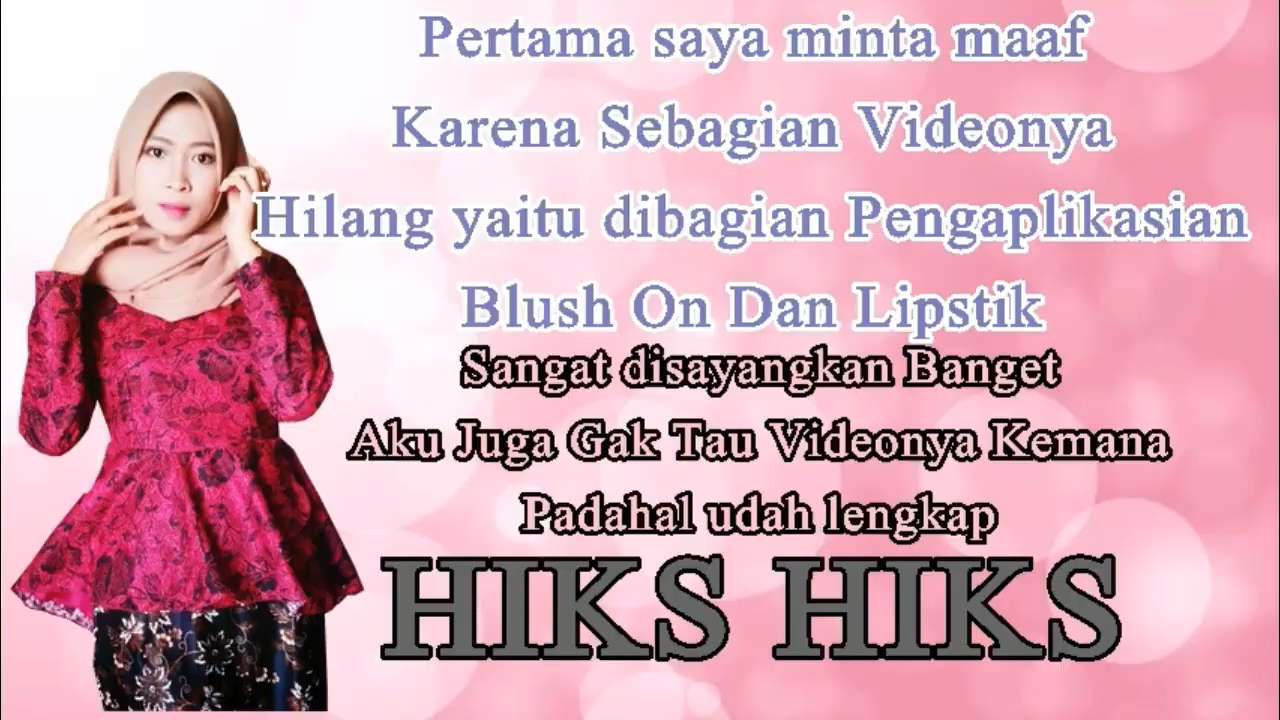 Pertama saya minta maaf
Karena Sebagian Videonya
Hilang yaitu dibagian Pengaplikasian
Blush On Dan Lipstik
Sangat disayangkan Banget
Aku Juga Gak Tau Videonya Kemana
Padahal udah lengkap
HIKS HIKS